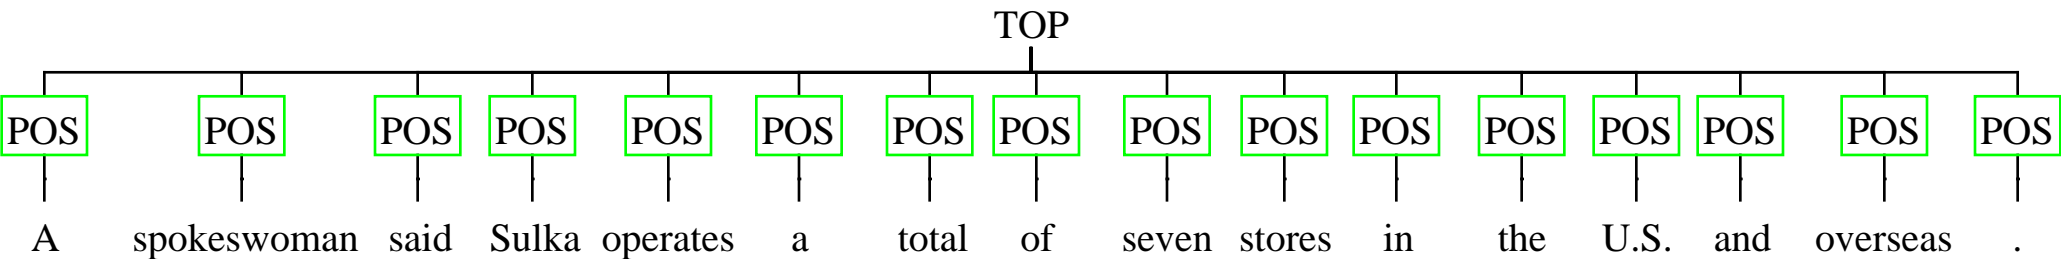 TOP
POS POS POS POS POS POS POS POS POS POS POS POS POS POS POS POS
A spokeswoman said Sulka operates a total of seven stores in the U.S. and overseas .